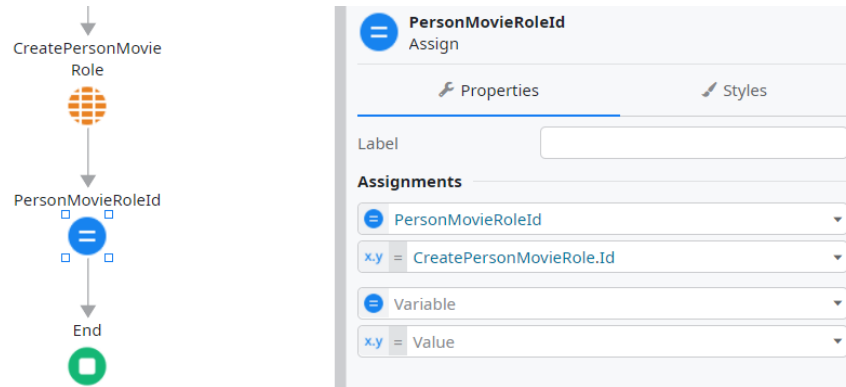 CreatePersonMovie
Role
PersonMovieRoleId
End
PersonMovieRoleId
Assign
Properties
Styles
Label
Assignments
PersonMovieRoleId
x.y = CreatePersonMovieRole.Id
Variable
x.y = Value